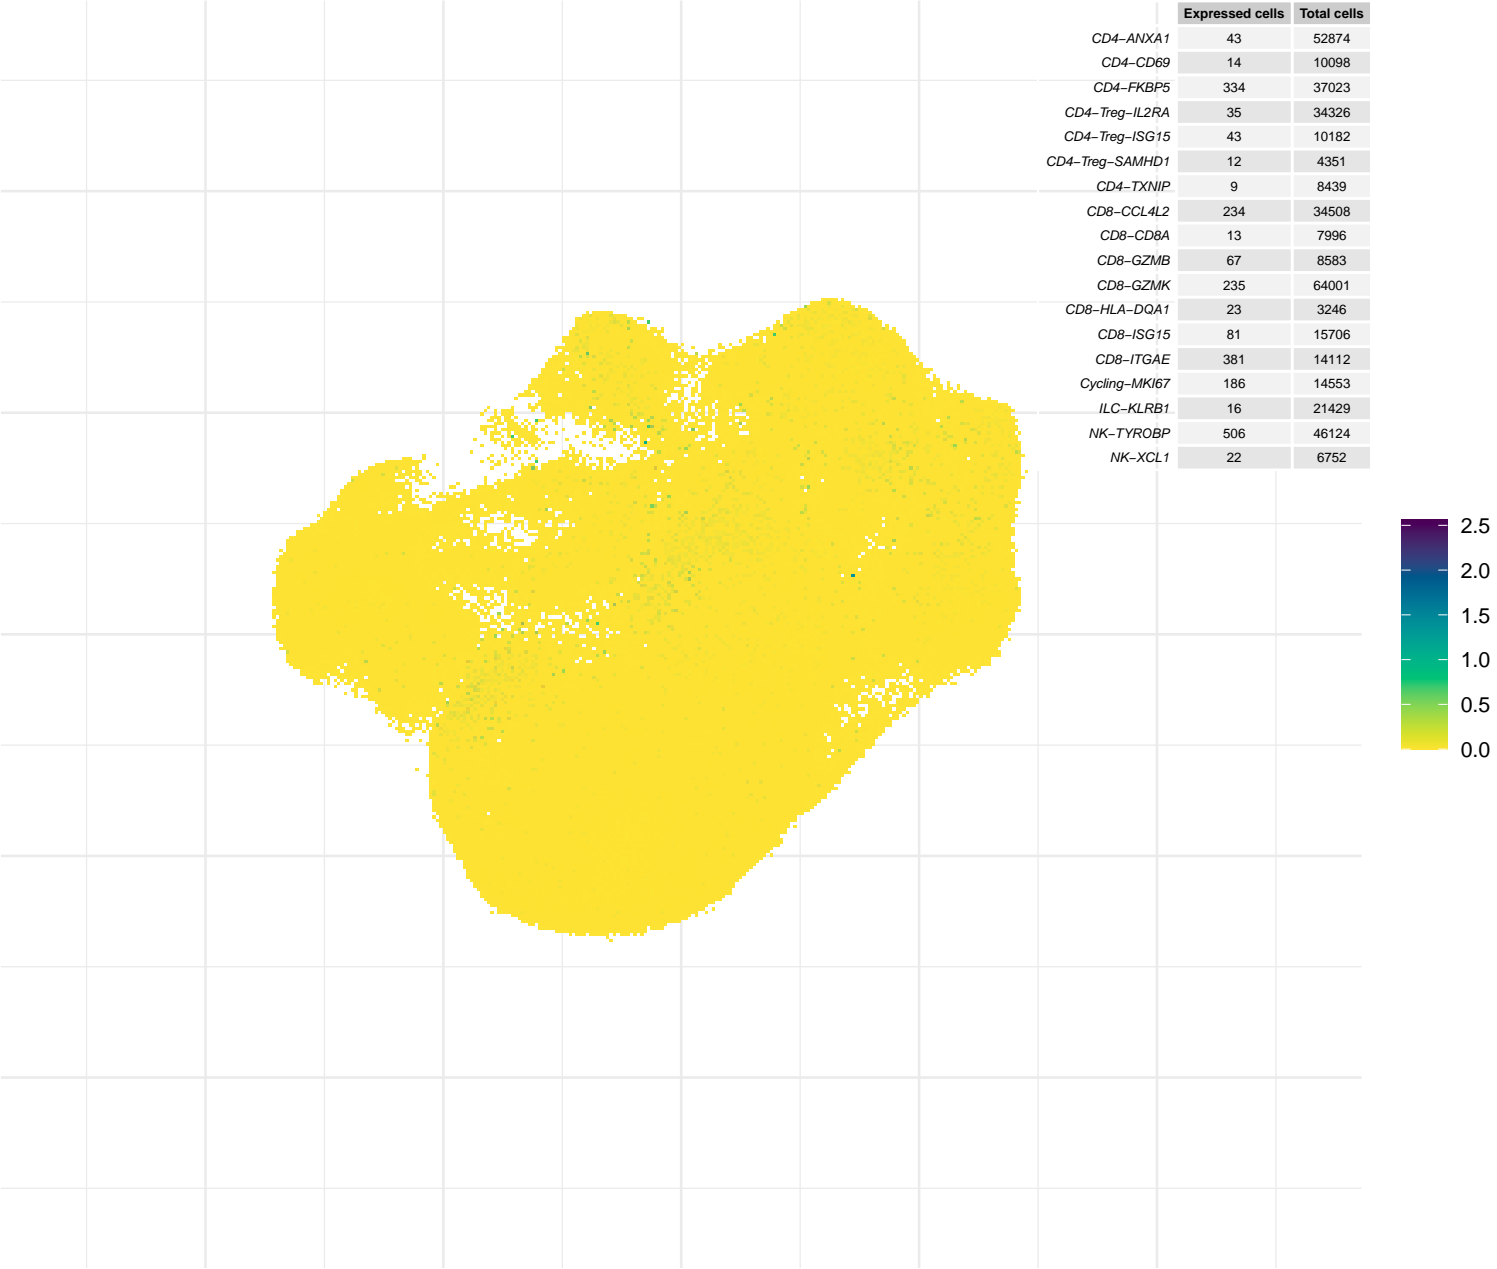 Expressed cells Total cells
CD4−ANXA1 43 52874
CD4−CD69 14 10098
CD4−FKBP5 334 37023
CD4−Treg−IL2RA 35 34326
CD4−Treg−ISG15 43 10182
CD4−Treg−SAMHD1 12 4351
CD4−TXNIP 9 8439
CD8−CCL4L2 234 34508
CD8−CD8A 13 7996
CD8−GZMB 67 8583
CD8−GZMK 235 64001
CD8−HLA−DQA1 23 3246
CD8−ISG15 81 15706
CD8−ITGAE 381 14112
Cycling−MKI67 186 14553
ILC−KLRB1 16 21429
NK−TYROBP 506 46124
NK−XCL1 22 6752
2.5
2.0
1.5
1.0
0.5
0.0